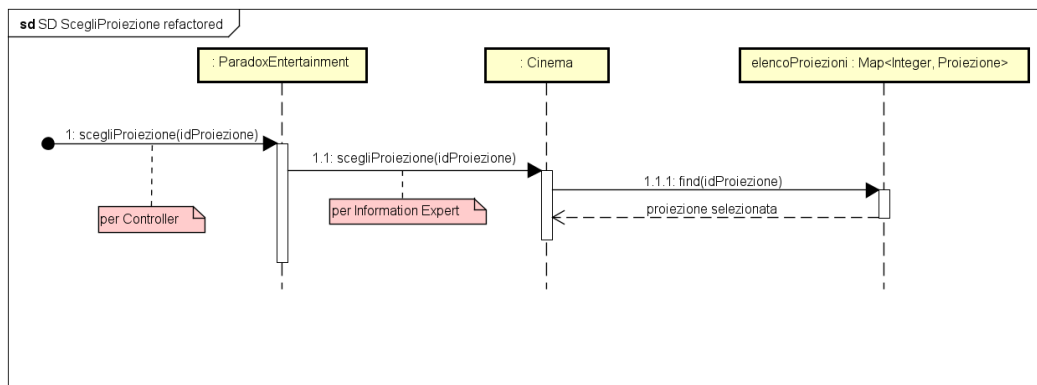 sd SD ScegliProiezione refactored
: ParadoxEntertainment
: Cinema
elencoProiezioni : Map<Integer, Proiezione>
1: scegliProiezione(idProiezione)
1.1: scegliProiezione(idProiezione)
1.1.1: find(idProiezione)
proiezione selezionata
per Controller
per Information Expert